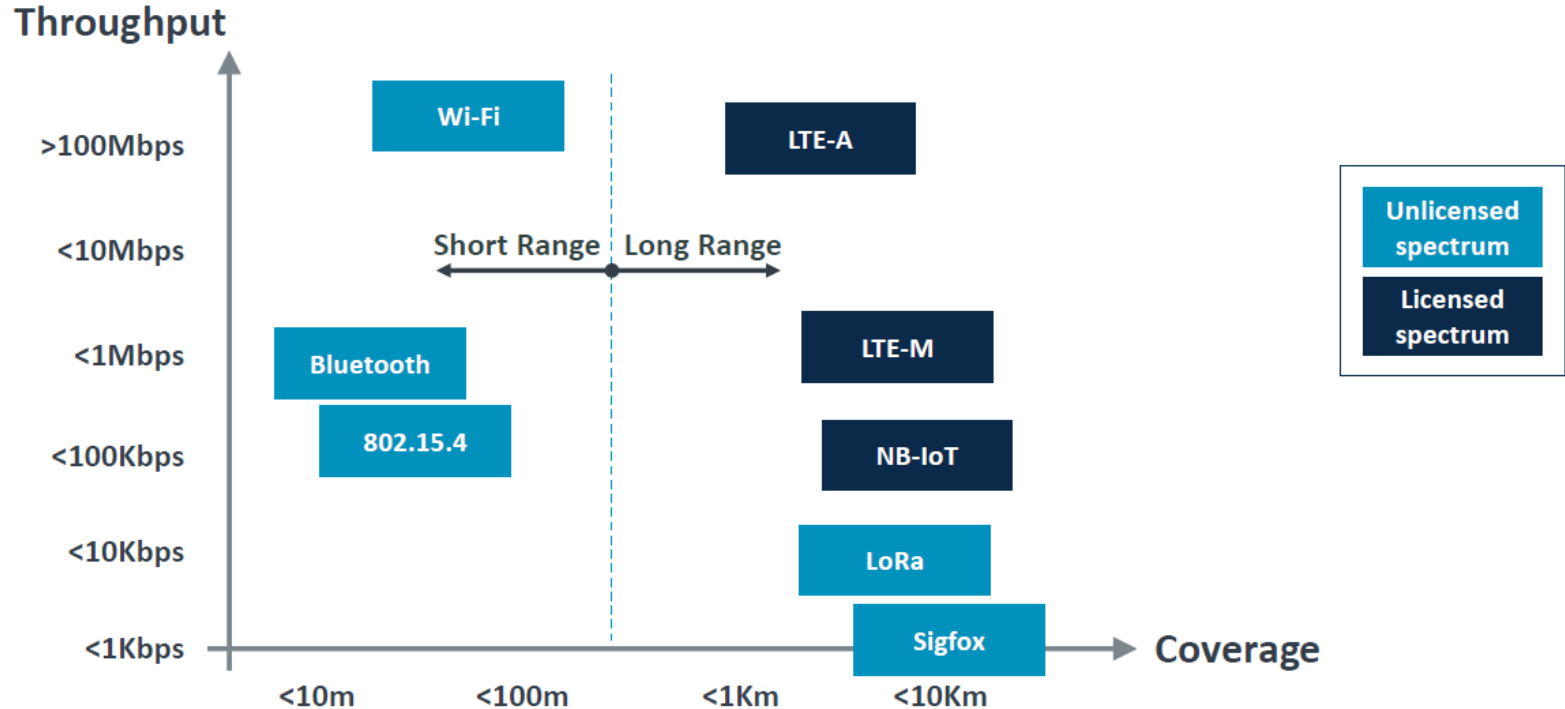 Throughput
Wi-Fi
LTE-A
>100Mbps
Unlicensed
spectrum
<10Mbps
Short Range
Long Range
Licensed
spectrum
<1Mbps
Bluetooth
LTE-M
802.15.4
NB-IoT
<100Kbps
<10Kbps
LoRa
<1Kbps
Sigfox
Coverage
<10m
<100m
<1Km
<10Km